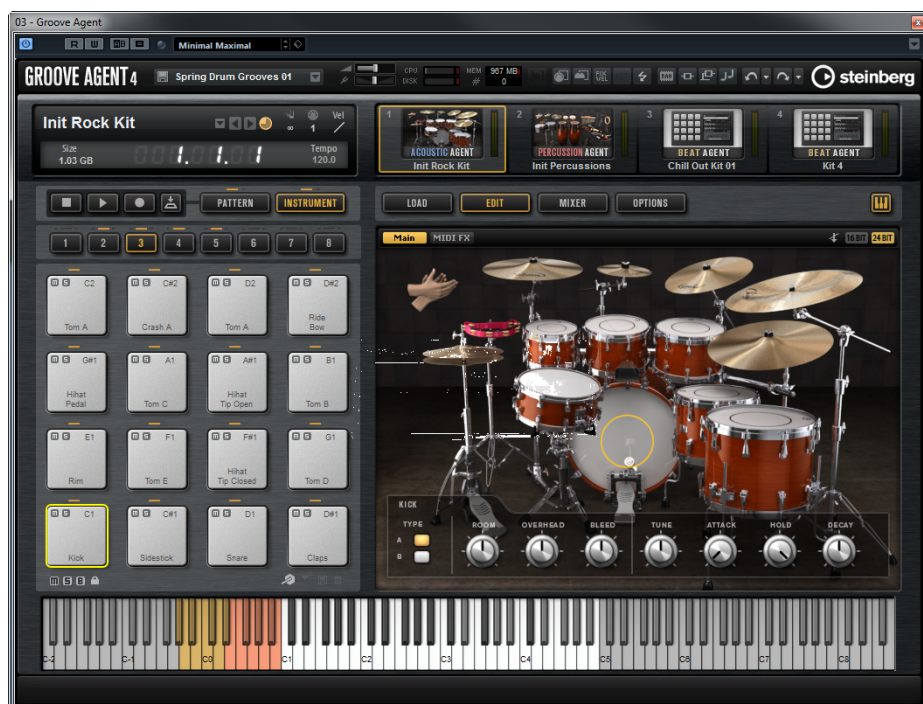 03 - Groove Agent
R W
Minimal Maximal
GROOVE AGENT 4
Spring Drum Grooves 01
CPU
DISK
MEM 967 MB
# 0
steinberg
Init Rock Kit
∞ 1
Vel
Size
1.03 GB
1. 1. 1
Tempo
120.0
1 2 3 4
ACOUSTIC AGENT PERCUSSION AGENT BEAT AGENT BEAT AGENT
Init Rock Kit Init Percussions Chill Out Kit 01 Kit 4
PATTERN INSTRUMENT
LOAD EDIT MIXER OPTIONS
1 2 3 4 5 6 7 8
Main MIDI FX
16 BIT 24 BIT
M S C2 M S C#2 M S D2 M S D#2
Tom A Crash A Tom A Ride Bow
M S G#1 M S A1 M S A#1 M S B1
Hihat Pedal Tom C Hihat Tip Open Tom B
M S E1 M S F1 M S F#1 M S G1
Rim Tom E Hihat Tip Closed Tom D
M S C1 M S C#1 M S D1 M S D#1
Kick Sidestick Snare Claps
M S B
KICK
TYPE
A
B
ROOM OVERHEAD BLEED TUNE ATTACK HOLD DECAY
C-2 C-1 C0 C1 C2 C3 C4 C5 C6 C7 C8